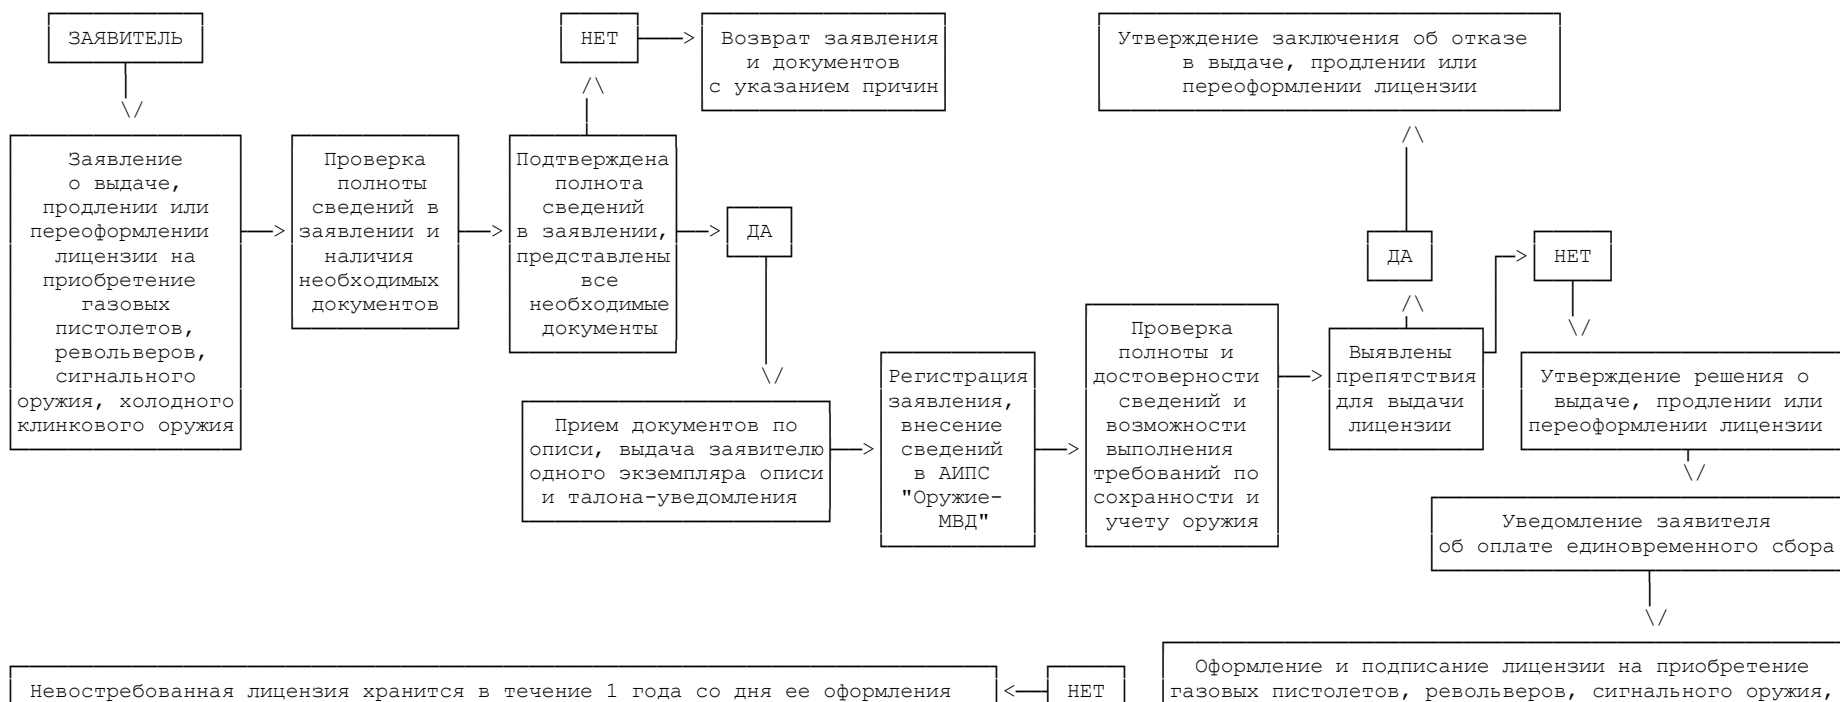 ЗАЯВИТЕЛЬ
НЕТ
Возврат заявления
и документов
с указанием причин
Утверждение заключения об отказе
в выдаче, продлении или
переоформлении лицензии
Заявление
о выдаче,
продлении или
переоформлении
лицензии на
приобретение
газовых
пистолетов,
револьверов,
сигнального
оружия, холодного
клинкового оружия
Проверка
полноты
сведений в
заявлении и
наличия
необходимых
документов
Подтверждена
полнота
сведений
в заявлении,
представлены
все
необходимые
документы
ДА
Прием документов по
описи, выдача заявителю
одного экземпляра описи
и талона-уведомления
Регистрация
заявления,
внесение
сведений
в АИПС
"Оружие-
МВД"
Проверка
полноты и
достоверности
сведений и
возможности
выполнения
требований по
сохранности и
учету оружия
Выявлены
препятствия
для выдачи
лицензии
ДА
НЕТ
Утверждение решения о
выдаче, продлении или
переоформлении лицензии
Уведомление заявителя
об оплате единовременного сбора
Оформление и подписание лицензии на приобретение
газовых пистолетов, револьверов, сигнального оружия,
НЕТ
Невостребованная лицензия хранится в течение 1 года со дня ее оформления